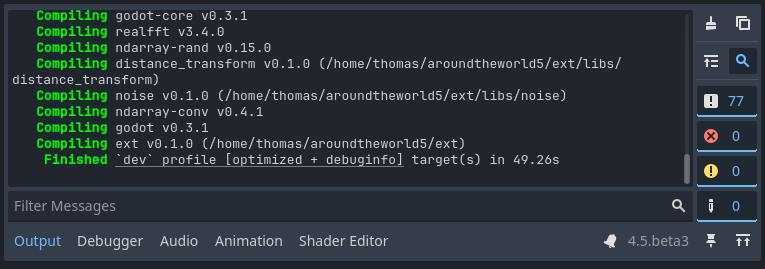 Compiling godot-core v0.3.1
Compiling realfft v3.4.0
Compiling ndarray-rand v0.15.0
Compiling distance_transform v0.1.0 (/home/thomas/aroundtheworld5/ext/libs/
distance_transform)
Compiling noise v0.1.0 (/home/thomas/aroundtheworld5/ext/libs/noise)
Compiling ndarray-conv v0.4.1
Compiling godot v0.3.1
Compiling ext v0.1.0 (/home/thomas/aroundtheworld5/ext)
Finished `dev` profile [optimized + debuginfo] target(s) in 49.26s
77
0
0
0
Filter Messages
Output Debugger Audio Animation Shader Editor 4.5.beta3